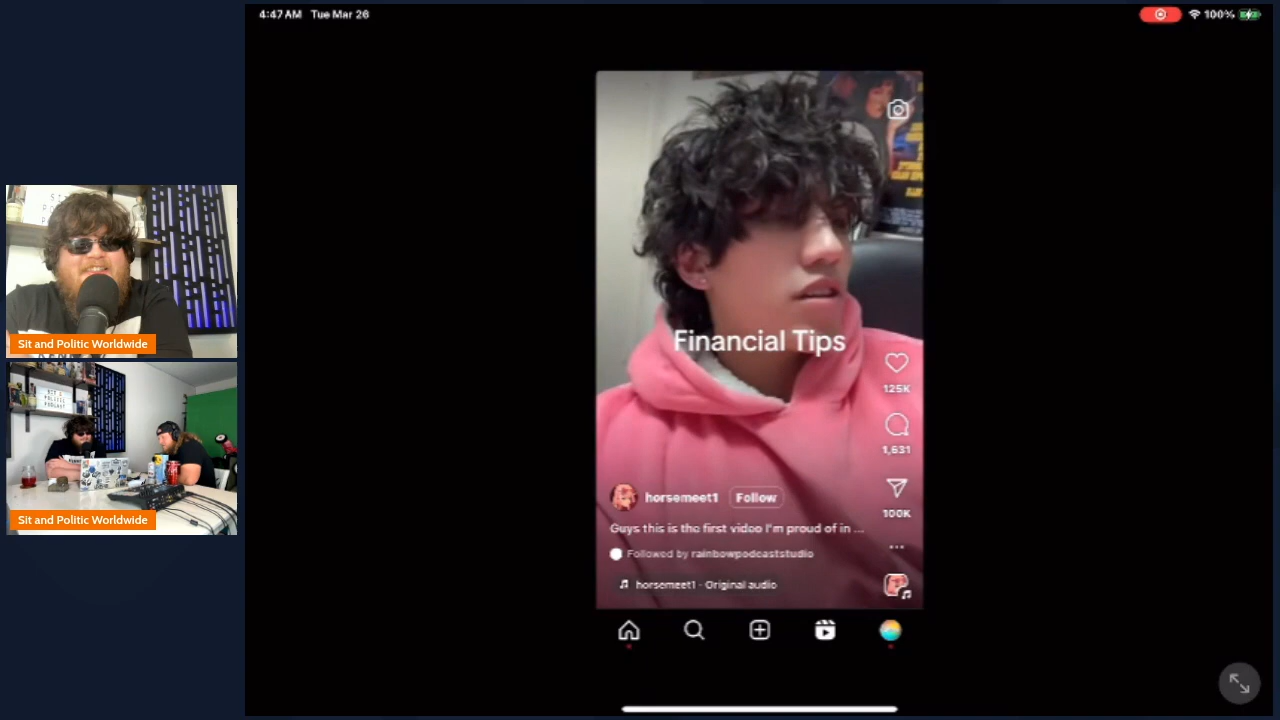 4:47 AM Tue Mar 26
100%
Sit and Politic Worldwide
Sit and Politic Worldwide
Financial Tips
125K
1,631
100K
horsemeet1 Follow
Guys this is the first video I'm proud of in ...
Followed by rainbowpodcaststudio
horsemeet1 · Original audio